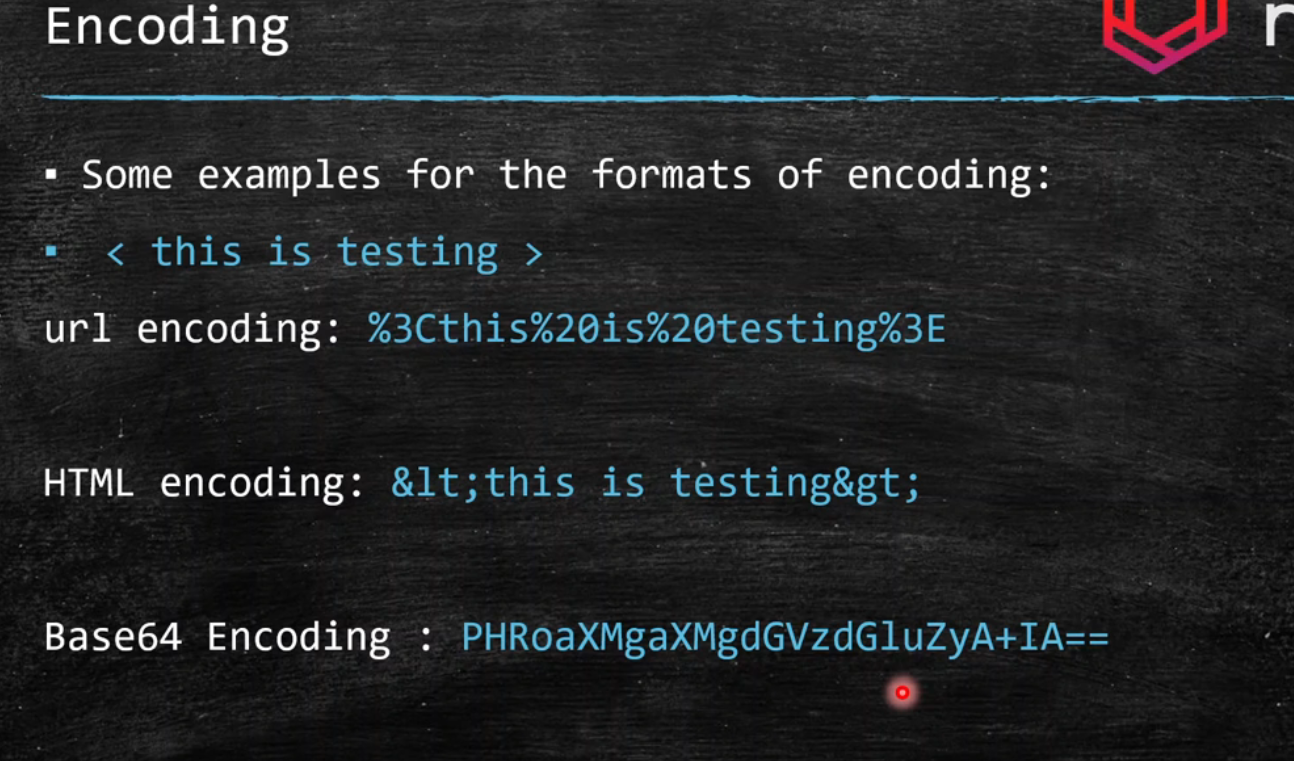 Encoding
r
▪ Some examples for the formats of encoding:
▪ < this is testing >
url encoding: %3Cthis%20is%20testing%3E
HTML encoding: &lt;this is testing&gt;
Base64 Encoding : PHRoaXMgaXMgdGVzdGluZyA+IA==